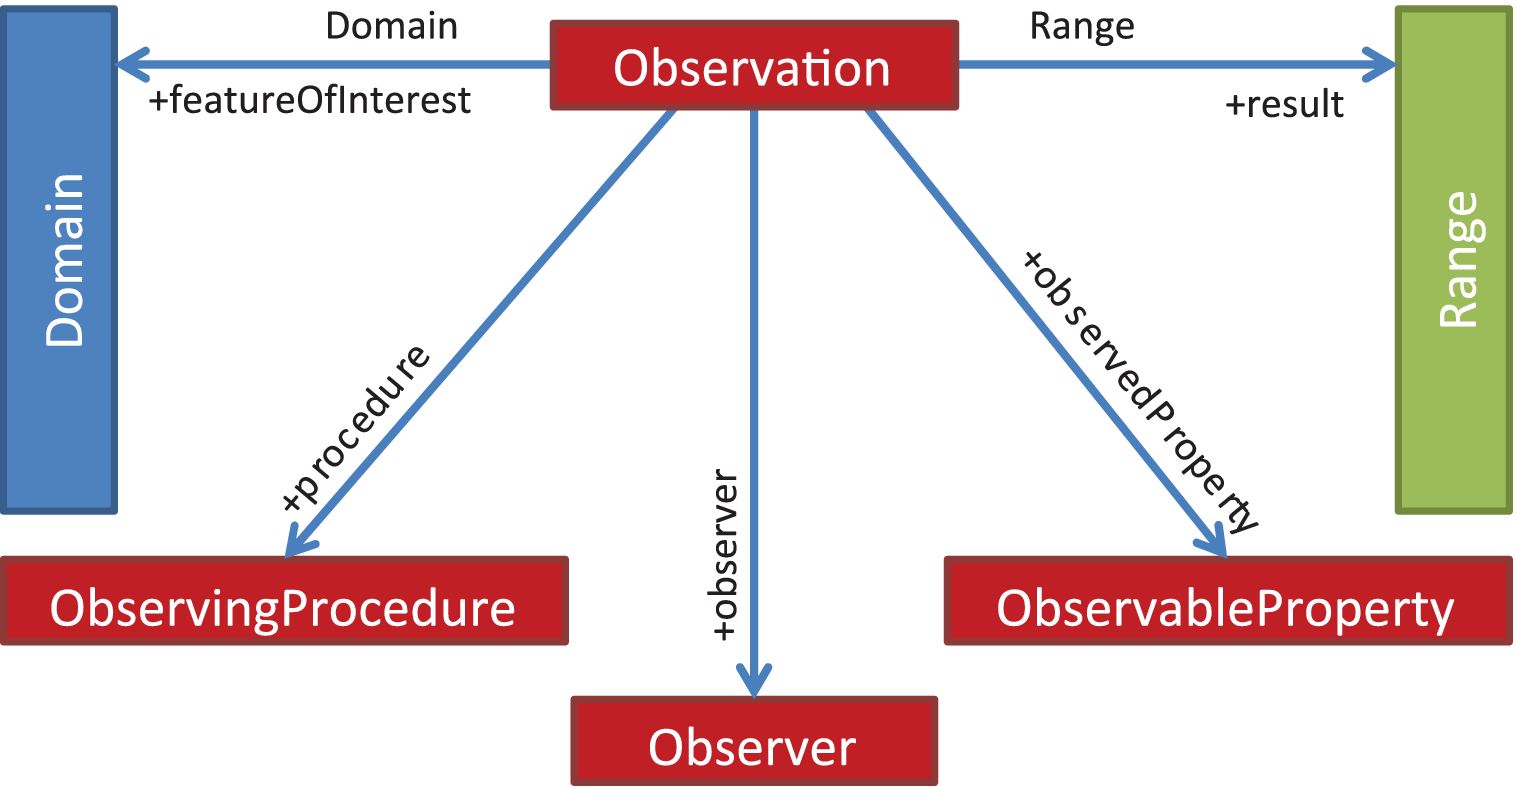 Domain
Observation
Range
+featureOfInterest
+result
Domain
Range
+procedure
+observer
+observedProperty
ObservingProcedure
ObservableProperty
Observer